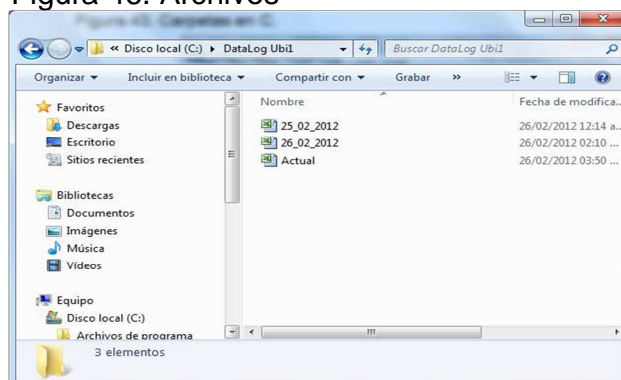 Figura 43. Carpetas en C.
« Disco local (C:) ▸ DataLog Ubi1
Buscar DataLog Ubi1
Organizar Incluir en biblioteca Compartir con Grabar »
Favoritos
Descargas
Escritorio
Sitios recientes
Bibliotecas
Documentos
Imágenes
Música
Vídeos
Equipo
Disco local (C:)
Archivos de programa
Nombre Fecha de modifica...
25_02_2012 26/02/2012 12:14 a...
26_02_2012 26/02/2012 02:10 ...
Actual 26/02/2012 03:50 ...
3 elementos